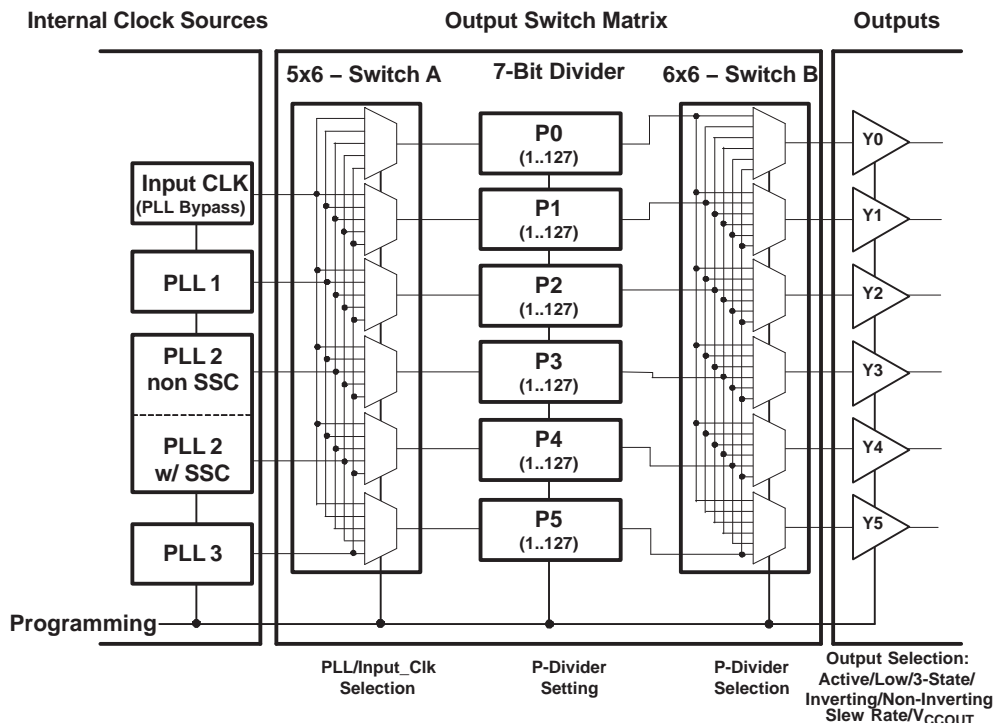 Internal Clock Sources
Output Switch Matrix
Outputs
5x6 – Switch A
7-Bit Divider
6x6 – Switch B
Input CLK
(PLL Bypass)
PLL 1
PLL 2
non SSC
PLL 2
w/ SSC
PLL 3
P0
(1..127)
P1
(1..127)
P2
(1..127)
P3
(1..127)
P4
(1..127)
P5
(1..127)
Y0
Y1
Y2
Y3
Y4
Y5
Programming
PLL/Input_Clk
Selection
P-Divider
Setting
P-Divider
Selection
Output Selection:
Active/Low/3-State/
Inverting/Non-Inverting
Slew Rate/VCCOUT